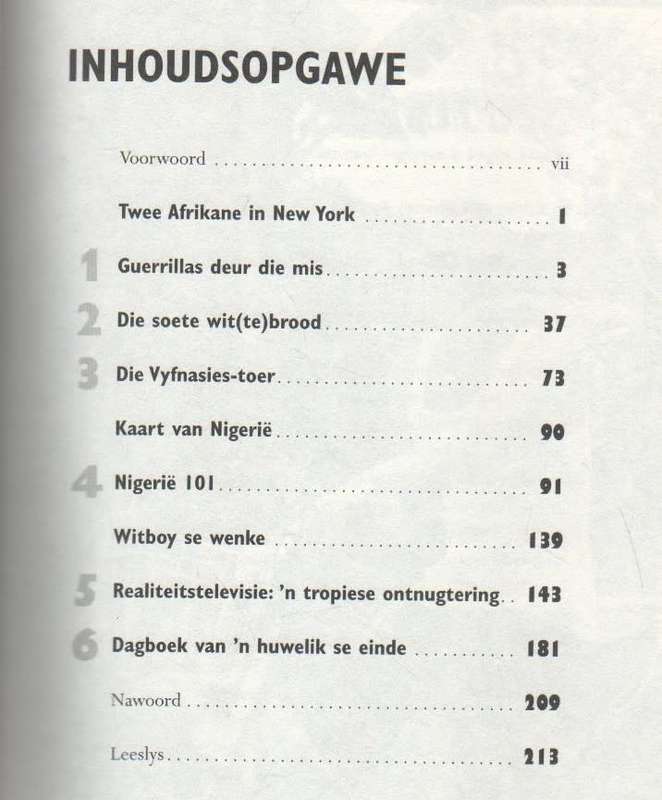 INHOUDSOPGAWE
Voorwoord .................................. vii
Twee Afrikane in New York .................... 1
1 Guerrillas deur die mis........................ 3
2 Die soete wit(te)brood...................... 37
3 Die Vyfnasies-toer........................... 73
Kaart van Nigerië........................... 90
4 Nigerië 101................................. 91
Witboy se wenke .......................... 139
5 Realiteitstelevisie: 'n tropiese ontnugtering.. 143
6 Dagboek van 'n huwelik se einde ........... 181
Nawoord ................................... 209
Leeslys..................................... 213